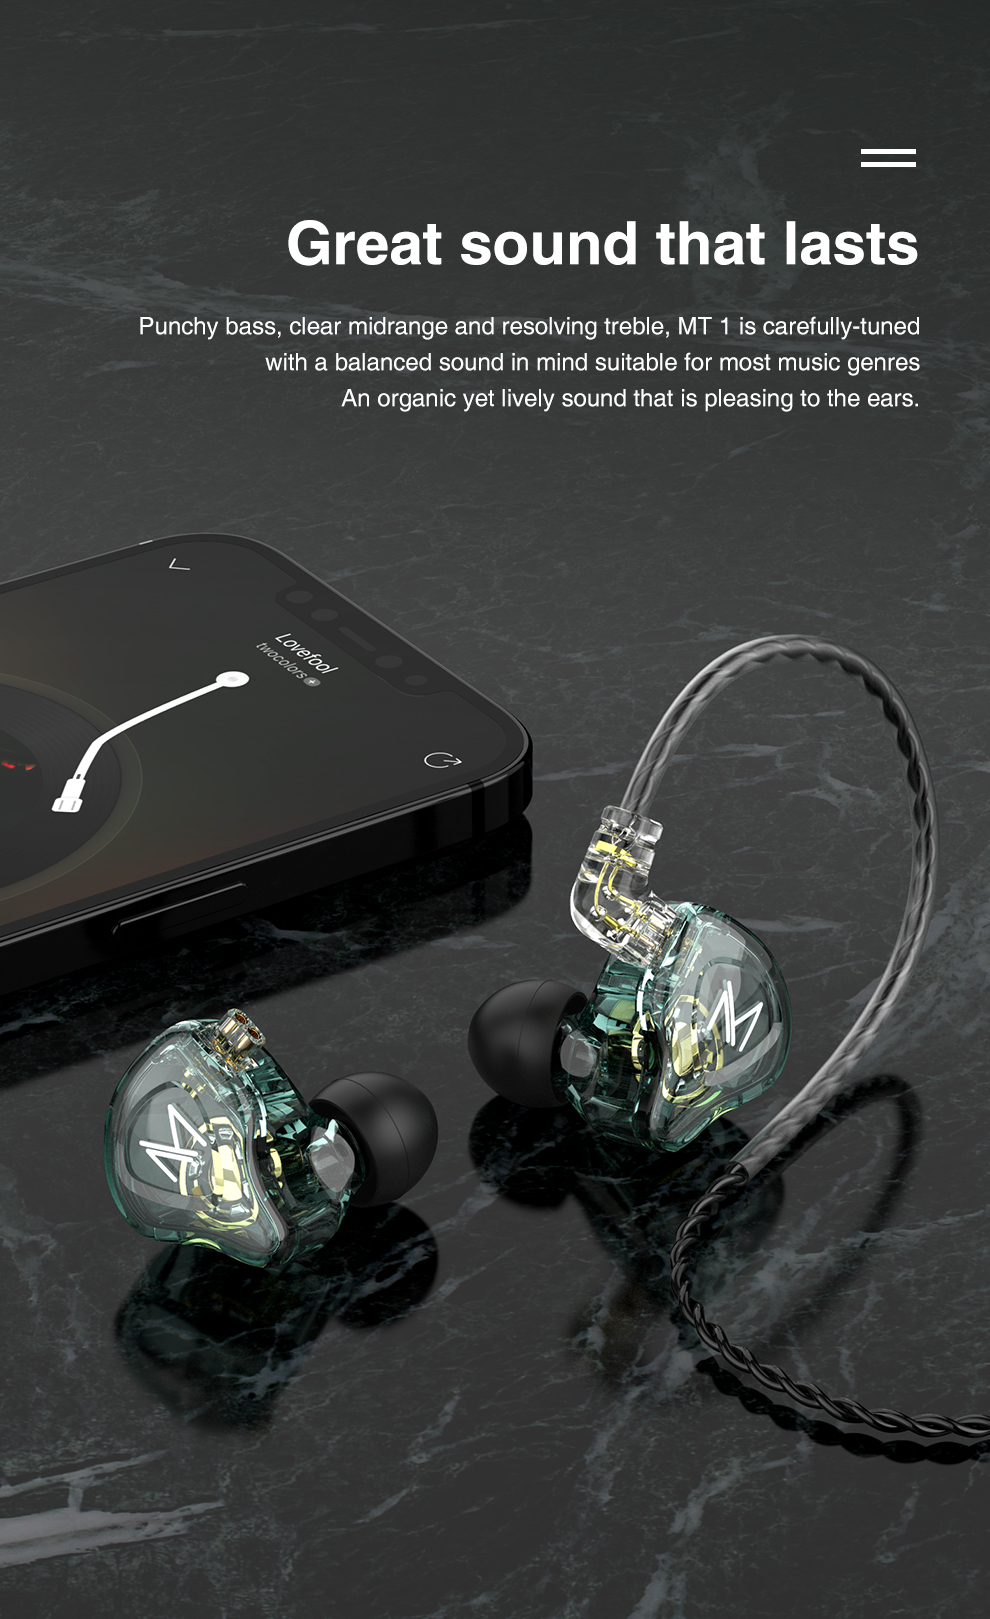 Great sound that lasts
Punchy bass, clear midrange and resolving treble, MT 1 is carefully-tuned
with a balanced sound in mind suitable for most music genres
An organic yet lively sound that is pleasing to the ears.
Lovefool
twocolors